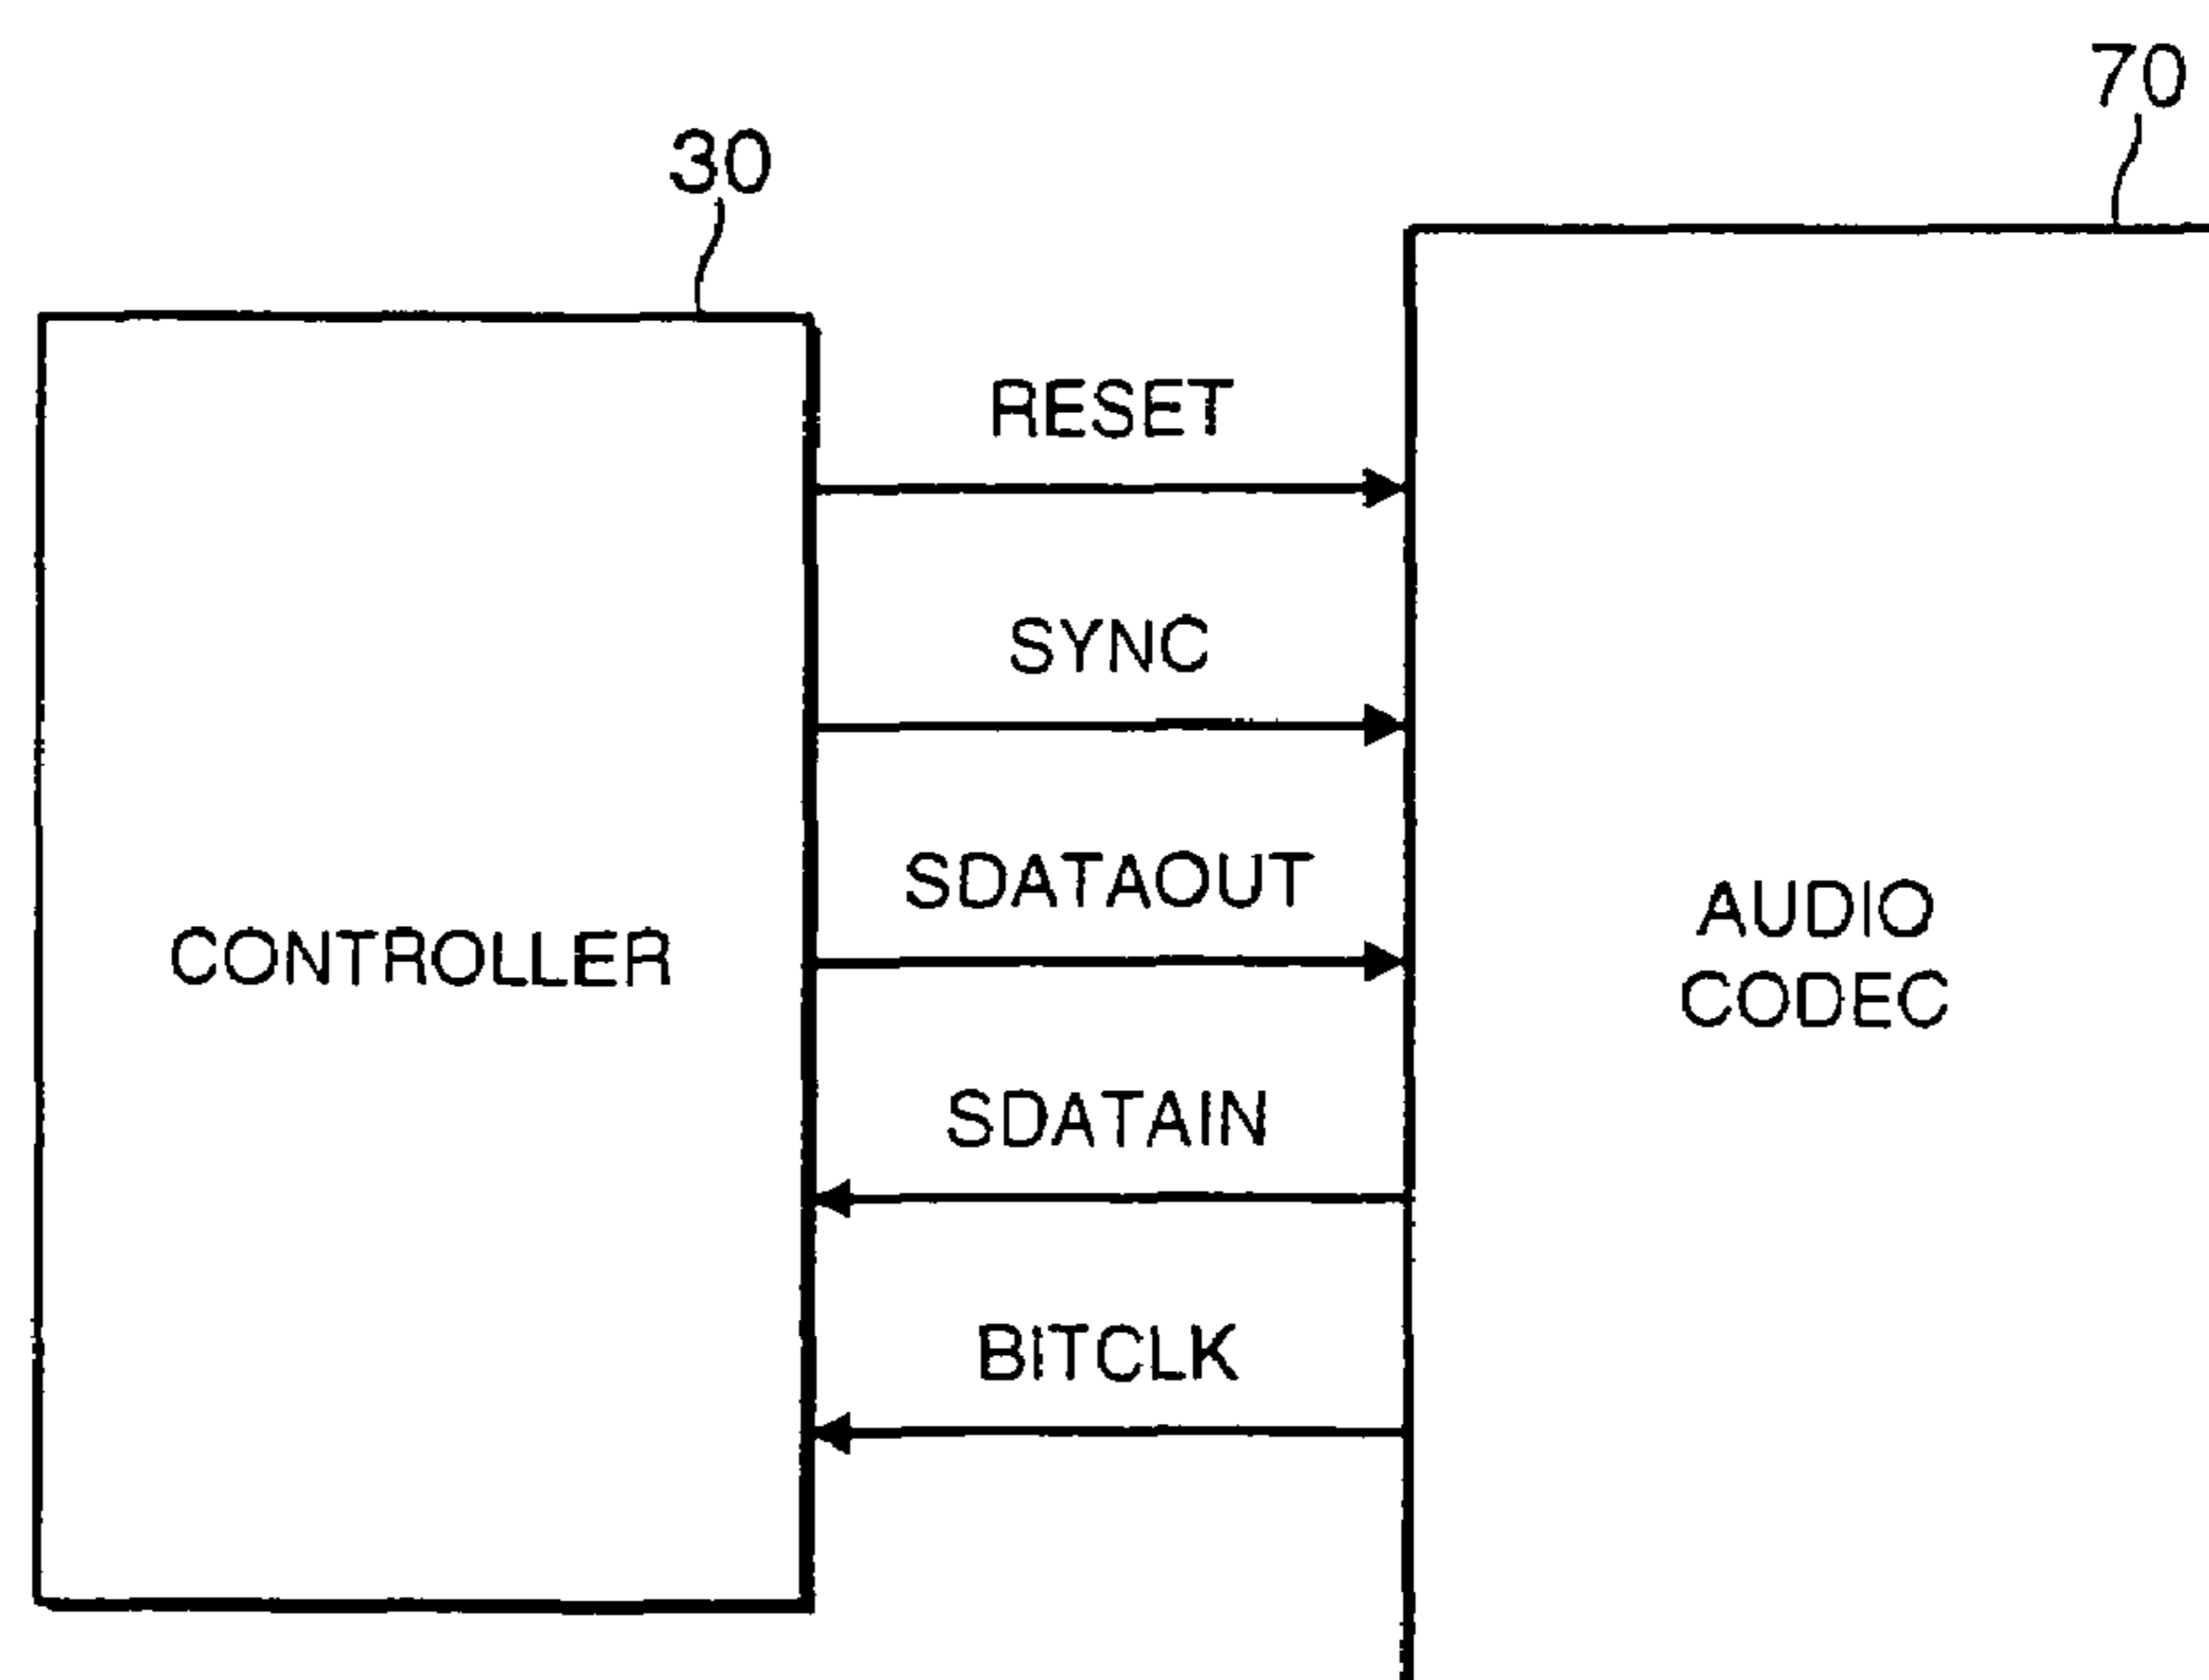 70
30
RESET
SYNC
SDATAOUT
CONTROLLER
AUDIO
CODEC
SDATAIN
BITCLK